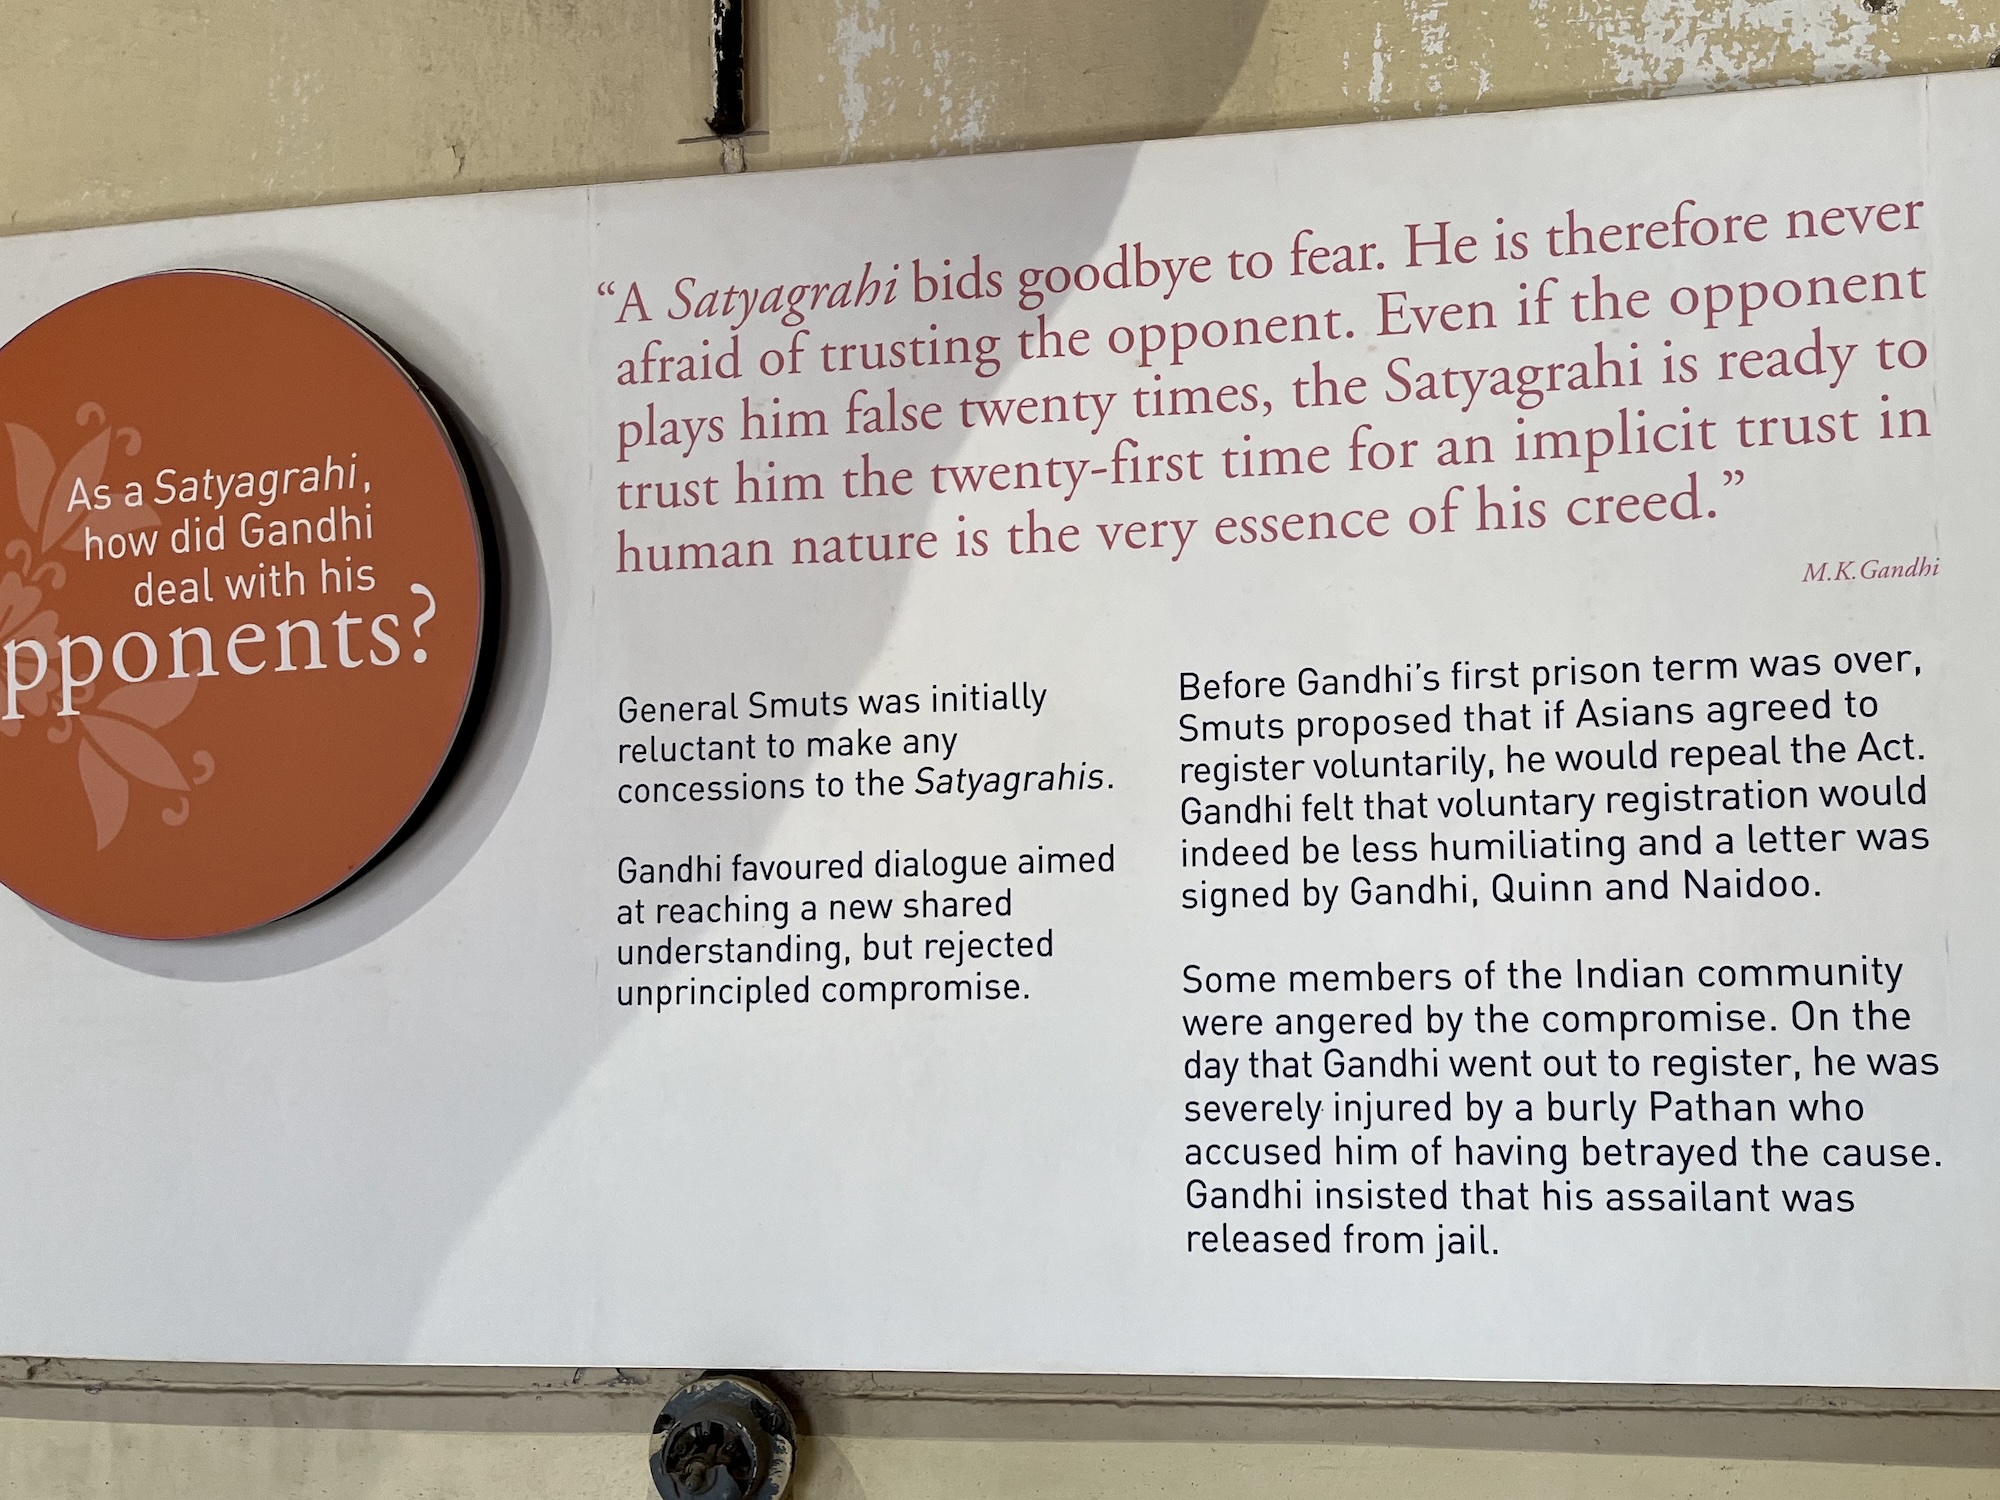 As a Satyagrahi,
how did Gandhi
deal with his
pponents?
“A Satyagrahi bids goodbye to fear. He is therefore never
afraid of trusting the opponent. Even if the opponent
plays him false twenty times, the Satyagrahi is ready to
trust him the twenty-first time for an implicit trust in
human nature is the very essence of his creed.”
M.K.Gandhi
General Smuts was initially
reluctant to make any
concessions to the Satyagrahis.
Gandhi favoured dialogue aimed
at reaching a new shared
understanding, but rejected
unprincipled compromise.
Before Gandhi’s first prison term was over,
Smuts proposed that if Asians agreed to
register voluntarily, he would repeal the Act.
Gandhi felt that voluntary registration would
indeed be less humiliating and a letter was
signed by Gandhi, Quinn and Naidoo.
Some members of the Indian community
were angered by the compromise. On the
day that Gandhi went out to register, he was
severely injured by a burly Pathan who
accused him of having betrayed the cause.
Gandhi insisted that his assailant was
released from jail.